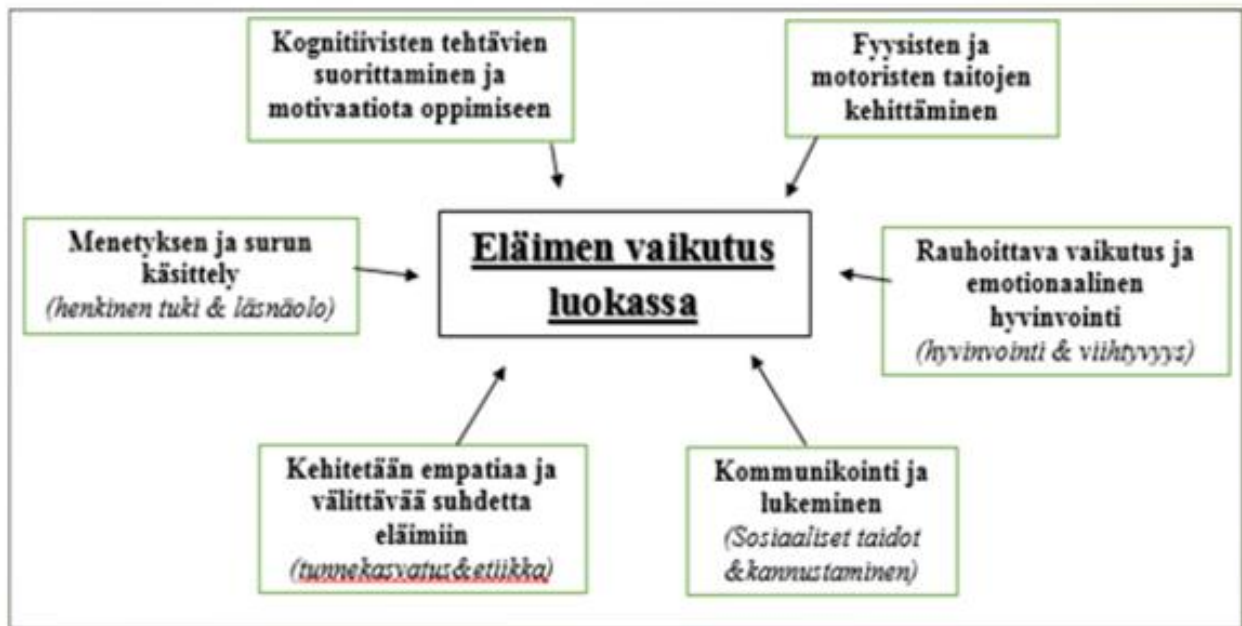 Kognitiivisten tehtävien
suorittaminen ja
motivaatiota oppimiseen
Fyysisten ja
motoristen taitojen
kehittäminen
Menetyksen ja surun
käsittely
(henkinen tuki & läsnäolo)
Eläimen vaikutus
luokassa
Rauhoittava vaikutus ja
emotionaalinen
hyvinvointi
(hyvinvointi & viihtyvyys)
Kehitetään empatiaa ja
välittävää suhdetta
eläimiin
(tunnekasvatus&etiikka)
Kommunikointi ja
lukeminen
(Sosiaaliset taidot
&kannustaminen)